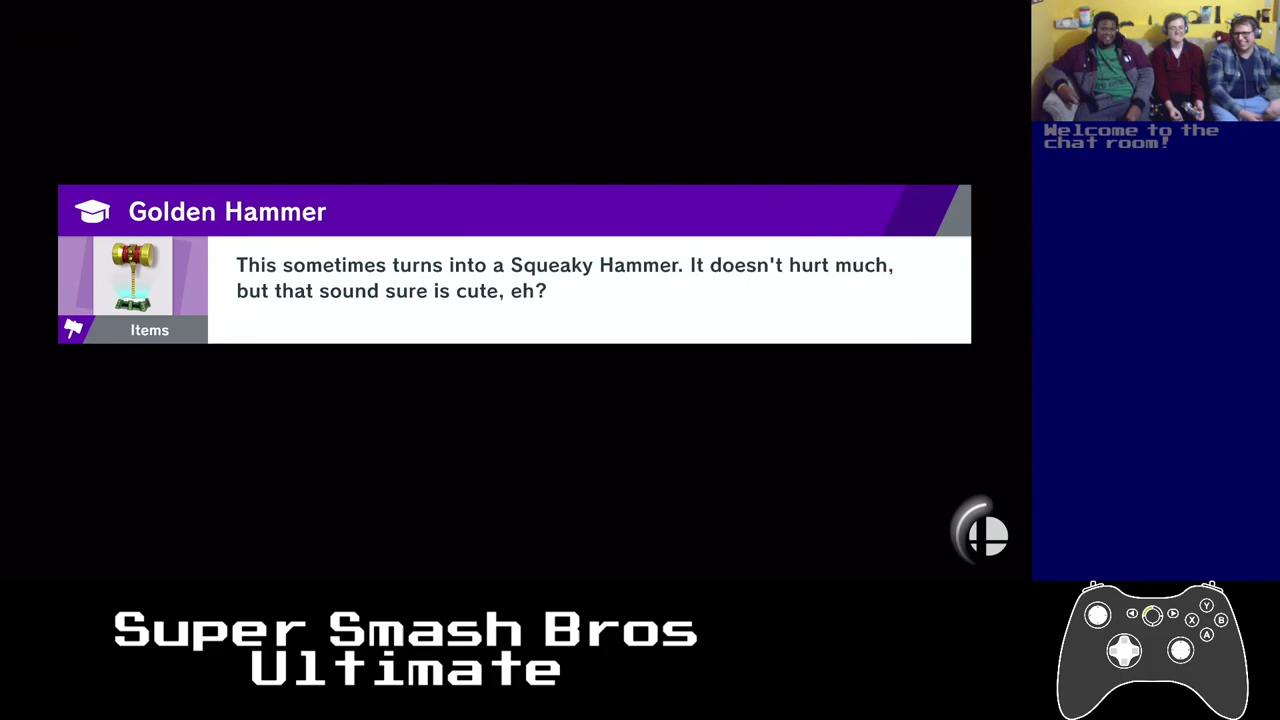 Welcome to the
chat room!
Golden Hammer
This sometimes turns into a Squeaky Hammer. It doesn't hurt much,
but that sound sure is cute, eh?
Items
Super Smash Bros
Ultimate
Y
X
B
A